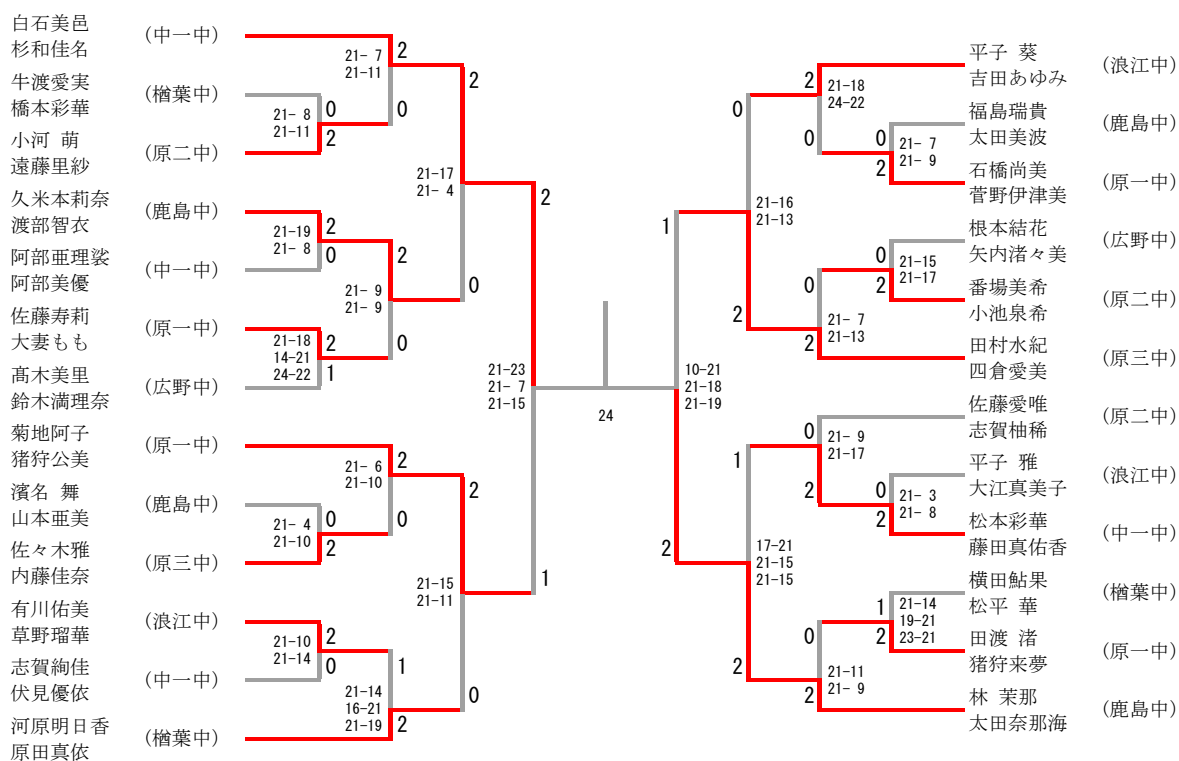 白石美邑
杉和佳名
(中一中)
牛渡愛実
橋本彩華
(楢葉中)
小河 萌
遠藤里紗
(原二中)
久米本莉奈
渡部智衣
(鹿島中)
阿部亜理裟
阿部美優
(中一中)
佐藤寿莉
大妻もも
(原一中)
髙木美里
鈴木満理奈
(広野中)
菊地阿子
猪狩公美
(原一中)
濱名 舞
山本亜美
(鹿島中)
佐々木雅
内藤佳奈
(原三中)
有川佑美
草野瑠華
(浪江中)
志賀絢佳
伏見優依
(中一中)
河原明日香
原田真依
(楢葉中)
21- 7
21-11
2
0
21- 8
21-11
0
2
21-19
21- 8
2
0
21- 9
21- 9
2
0
21-18
14-21
24-22
2
1
21-17
21- 4
2
0
21- 6
21-10
2
0
21- 4
21-10
0
2
21-10
21-14
2
0
21-14
16-21
21-19
1
2
21-15
21-11
2
0
21-23
21- 7
21-15
2
1
24
10-21
21-18
21-19
1
2
21-16
21-13
0
2
17-21
21-15
21-15
1
2
21-18
24-22
2
0
21- 7
21- 9
0
2
21-15
21-17
0
2
21- 7
21-13
0
2
21- 9
21-17
0
2
21- 3
21- 8
0
2
21-14
19-21
23-21
1
2
21-11
21- 9
0
2
平子 葵
吉田あゆみ
(浪江中)
福島瑞貴
太田美波
(鹿島中)
石橋尚美
菅野伊津美
(原一中)
根本結花
矢内渚々美
(広野中)
番場美希
小池泉希
(原二中)
田村水紀
四倉愛美
(原三中)
佐藤愛唯
志賀柚稀
(原二中)
平子 雅
大江真美子
(浪江中)
松本彩華
藤田真佑香
(中一中)
横田鮎果
松平 華
(楢葉中)
田渡 渚
猪狩来夢
(原一中)
林 茉那
太田奈那海
(鹿島中)